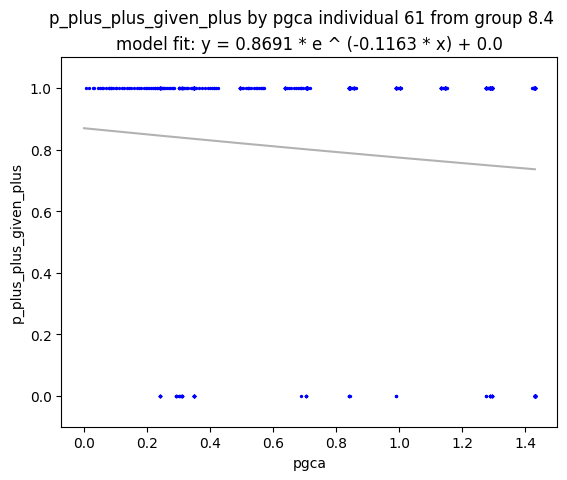 p_plus_plus_given_plus by pgca individual 61 from group 8.4
model fit: y = 0.8691 * e ^ (-0.1163 * x) + 0.0
1.0
0.8
0.6
0.4
0.2
0.0
p_plus_plus_given_plus
0.0 0.2 0.4 0.6 0.8 1.0 1.2 1.4
pgca